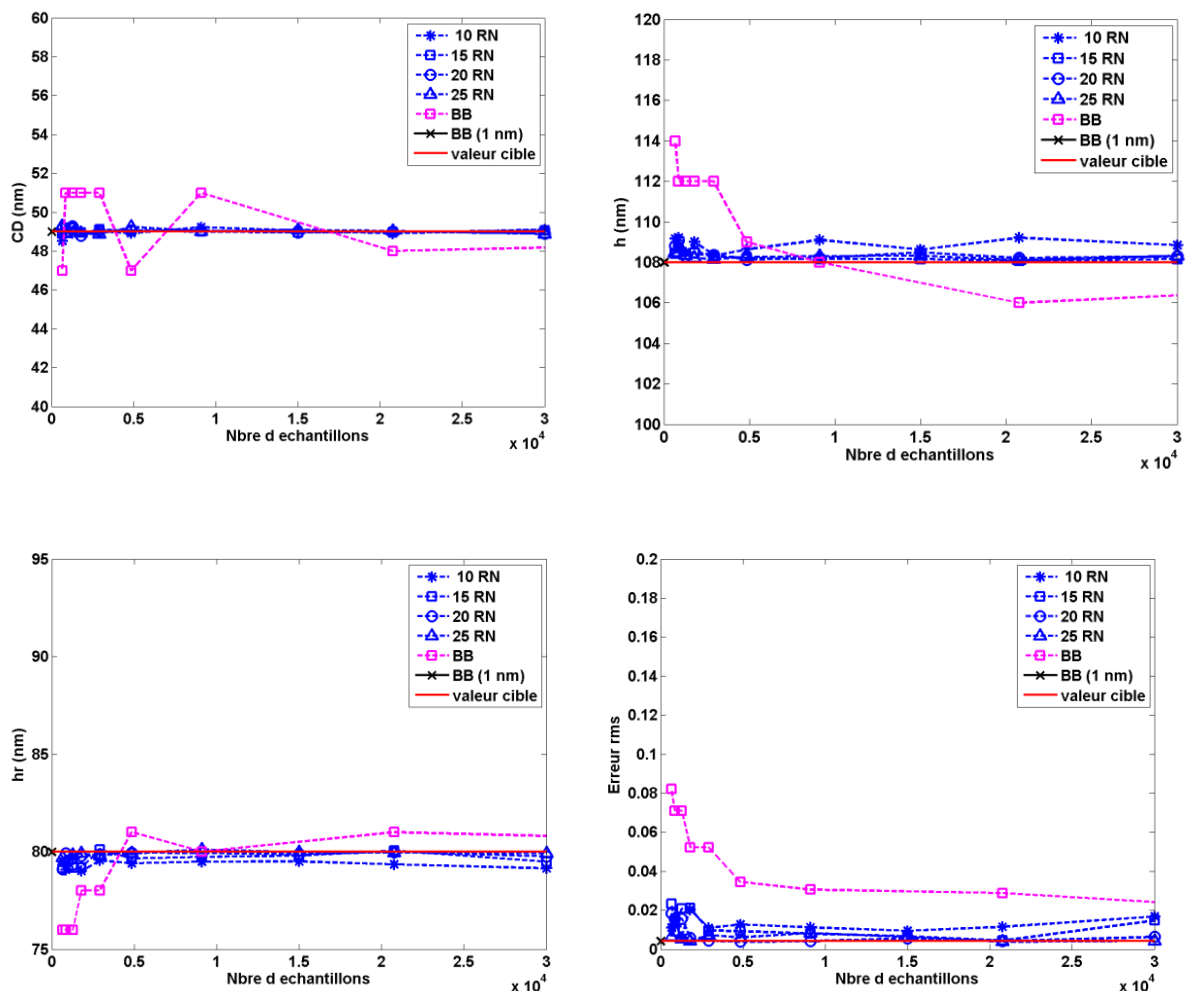 60
58
56
54
52
50
48
46
44
42
40
CD (nm)
0
0.5
1
1.5
2
2.5
3
x 10^4
Nbre d echantillons
10 RN
15 RN
20 RN
25 RN
BB
BB (1 nm)
valeur cible
120
118
116
114
112
110
108
106
104
102
100
h (nm)
0
0.5
1
1.5
2
2.5
3
x 10^4
Nbre d echantillons
10 RN
15 RN
20 RN
25 RN
BB
BB (1 nm)
valeur cible
95
90
85
80
75
hr (nm)
0
0.5
1
1.5
2
2.5
3
x 10^4
Nbre d echantillons
10 RN
15 RN
20 RN
25 RN
BB
BB (1 nm)
valeur cible
0.2
0.18
0.16
0.14
0.12
0.1
0.08
0.06
0.04
0.02
0
Erreur rms
0
0.5
1
1.5
2
2.5
3
x 10^4
Nbre d echantillons
10 RN
15 RN
20 RN
25 RN
BB
BB (1 nm)
valeur cible